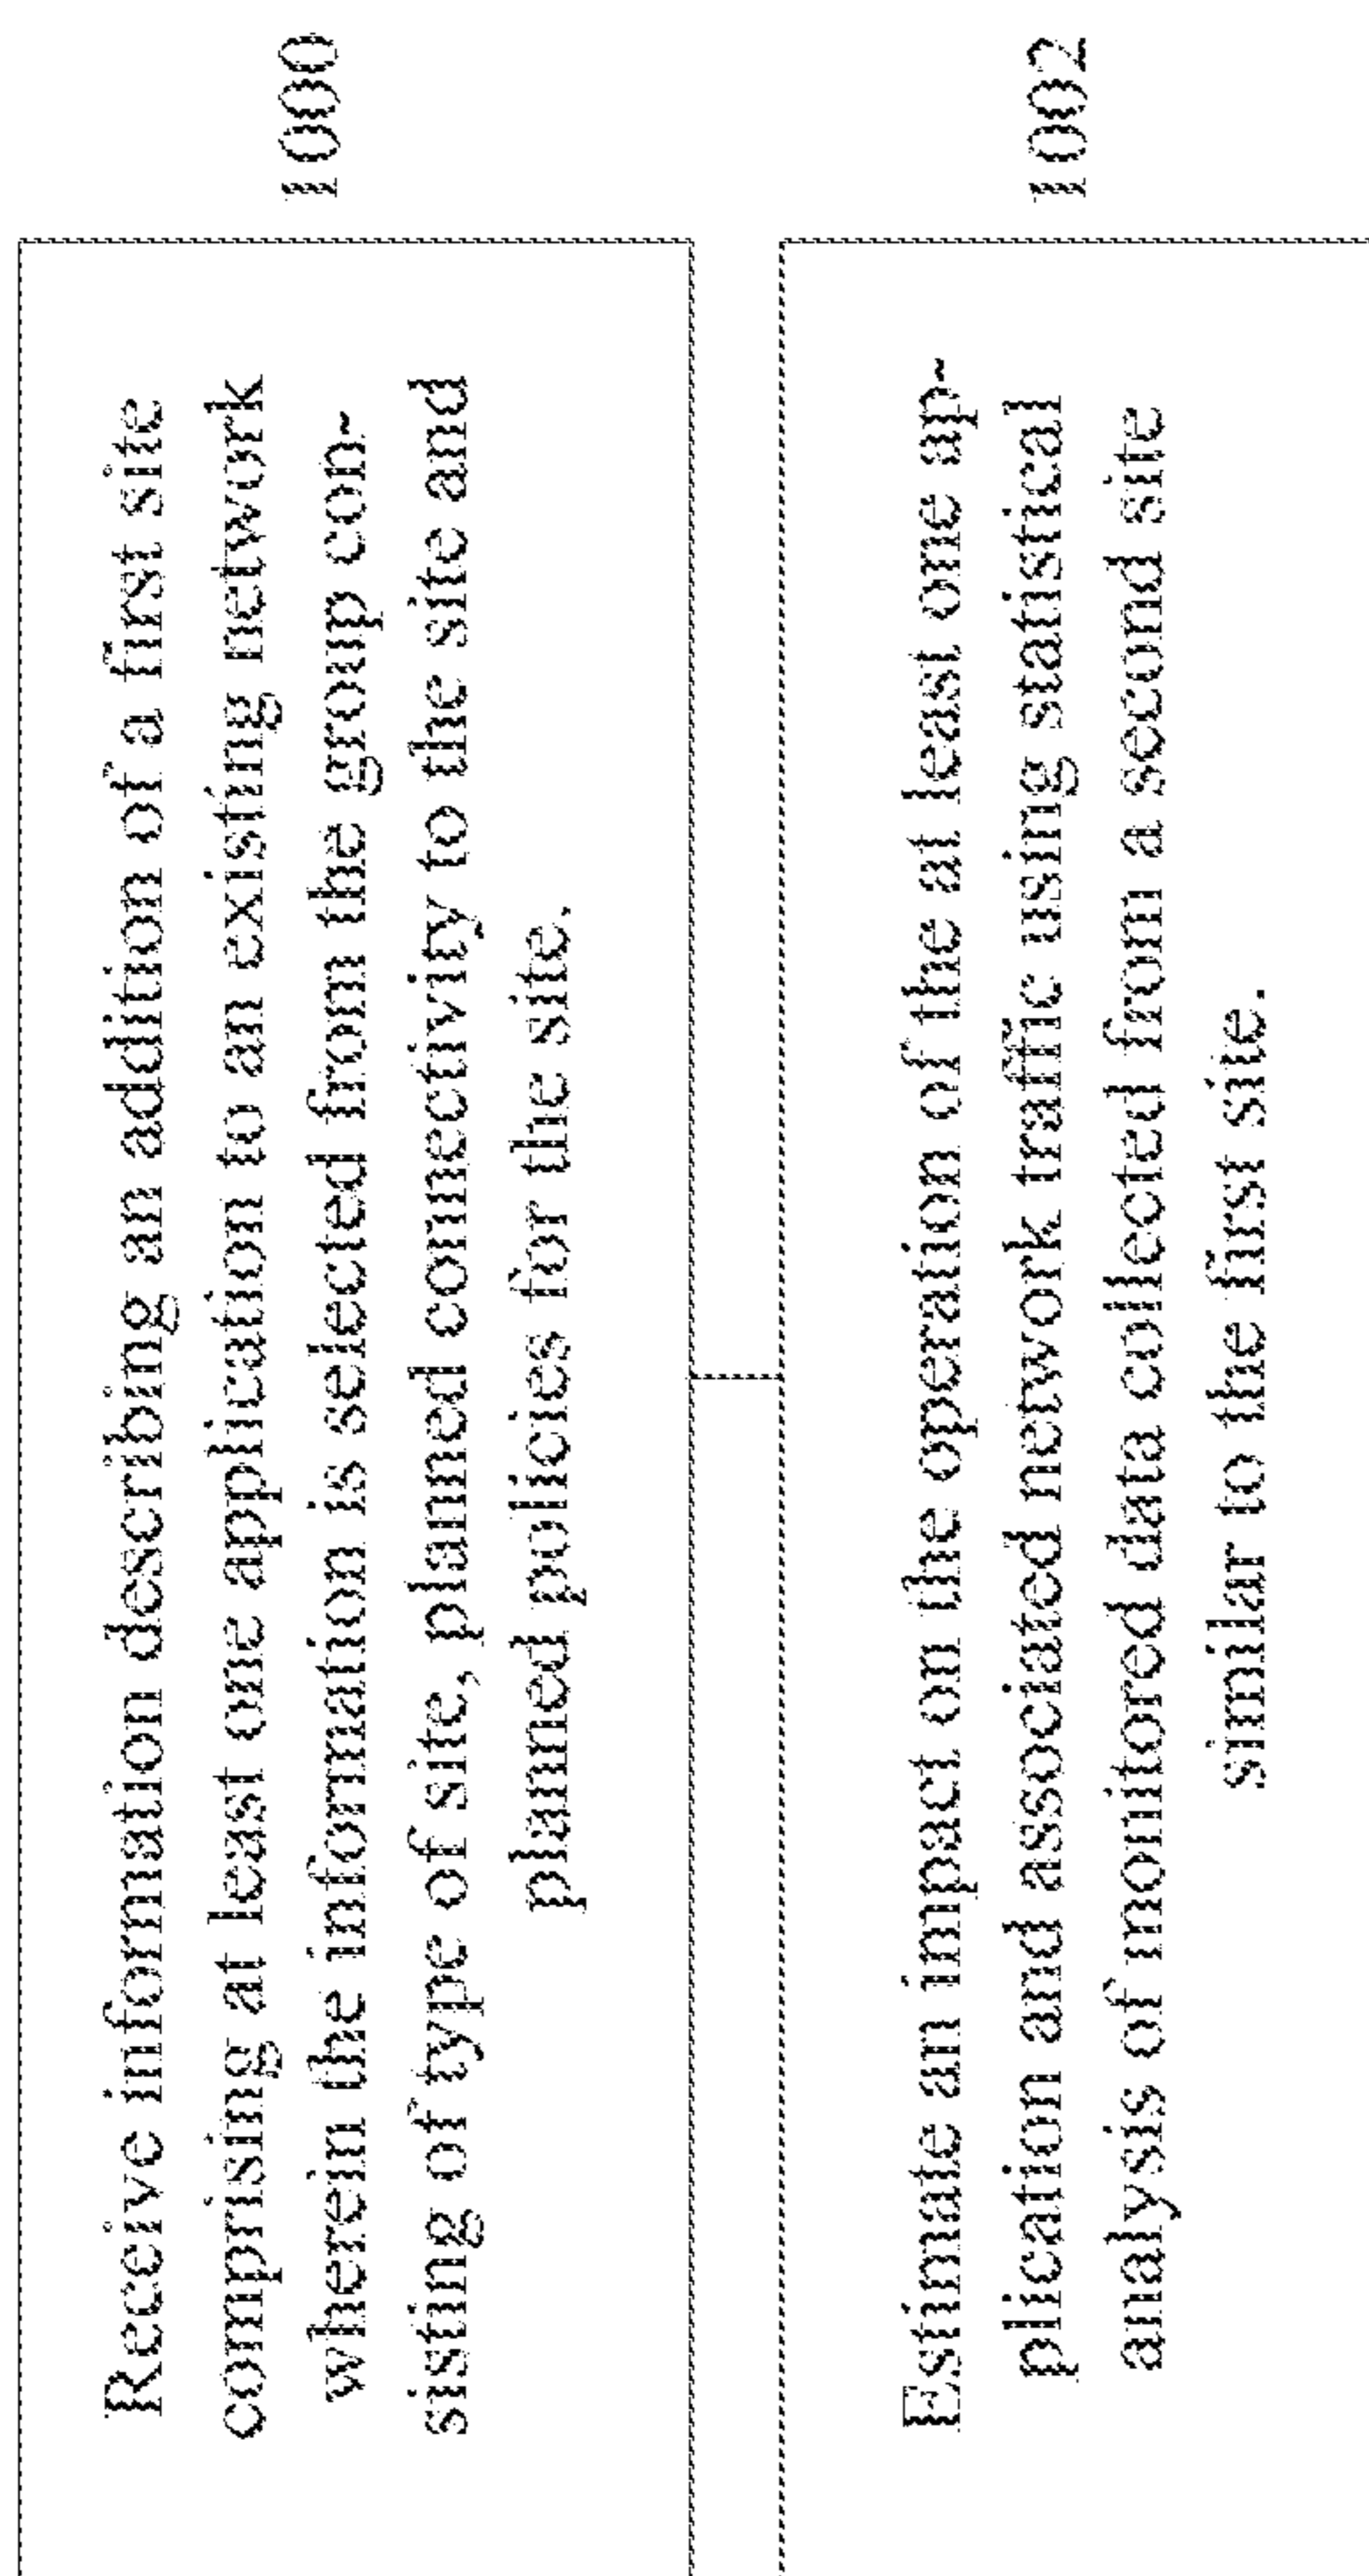 Receive information describing an addition of a first site
comprising at least one application to an existing network
wherein the information is selected from the group con-
sisting of type of site, planned connectivity to the site and
planned policies for the site.
1000
Estimate an impact on the operation of the at least one ap-
plication and associated network traffic using statistical
analysis of monitored data collected from a second site
similar to the first site.
1002